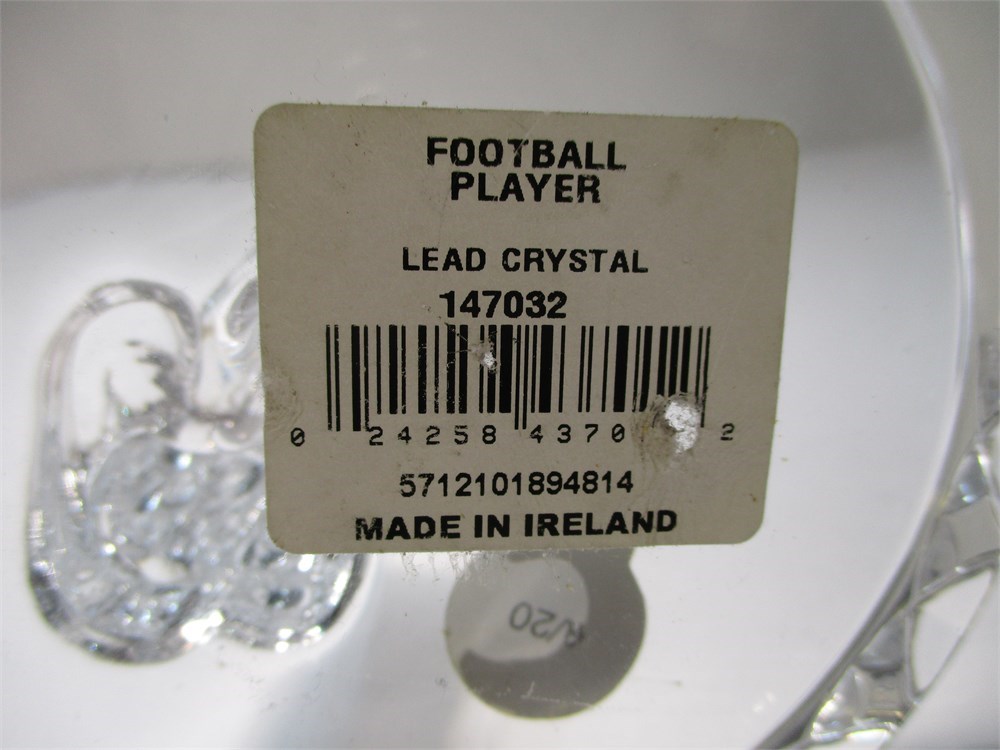 FOOTBALL
PLAYER
LEAD CRYSTAL
147032
0 24258 4370 2
5712101894814
MADE IN IRELAND